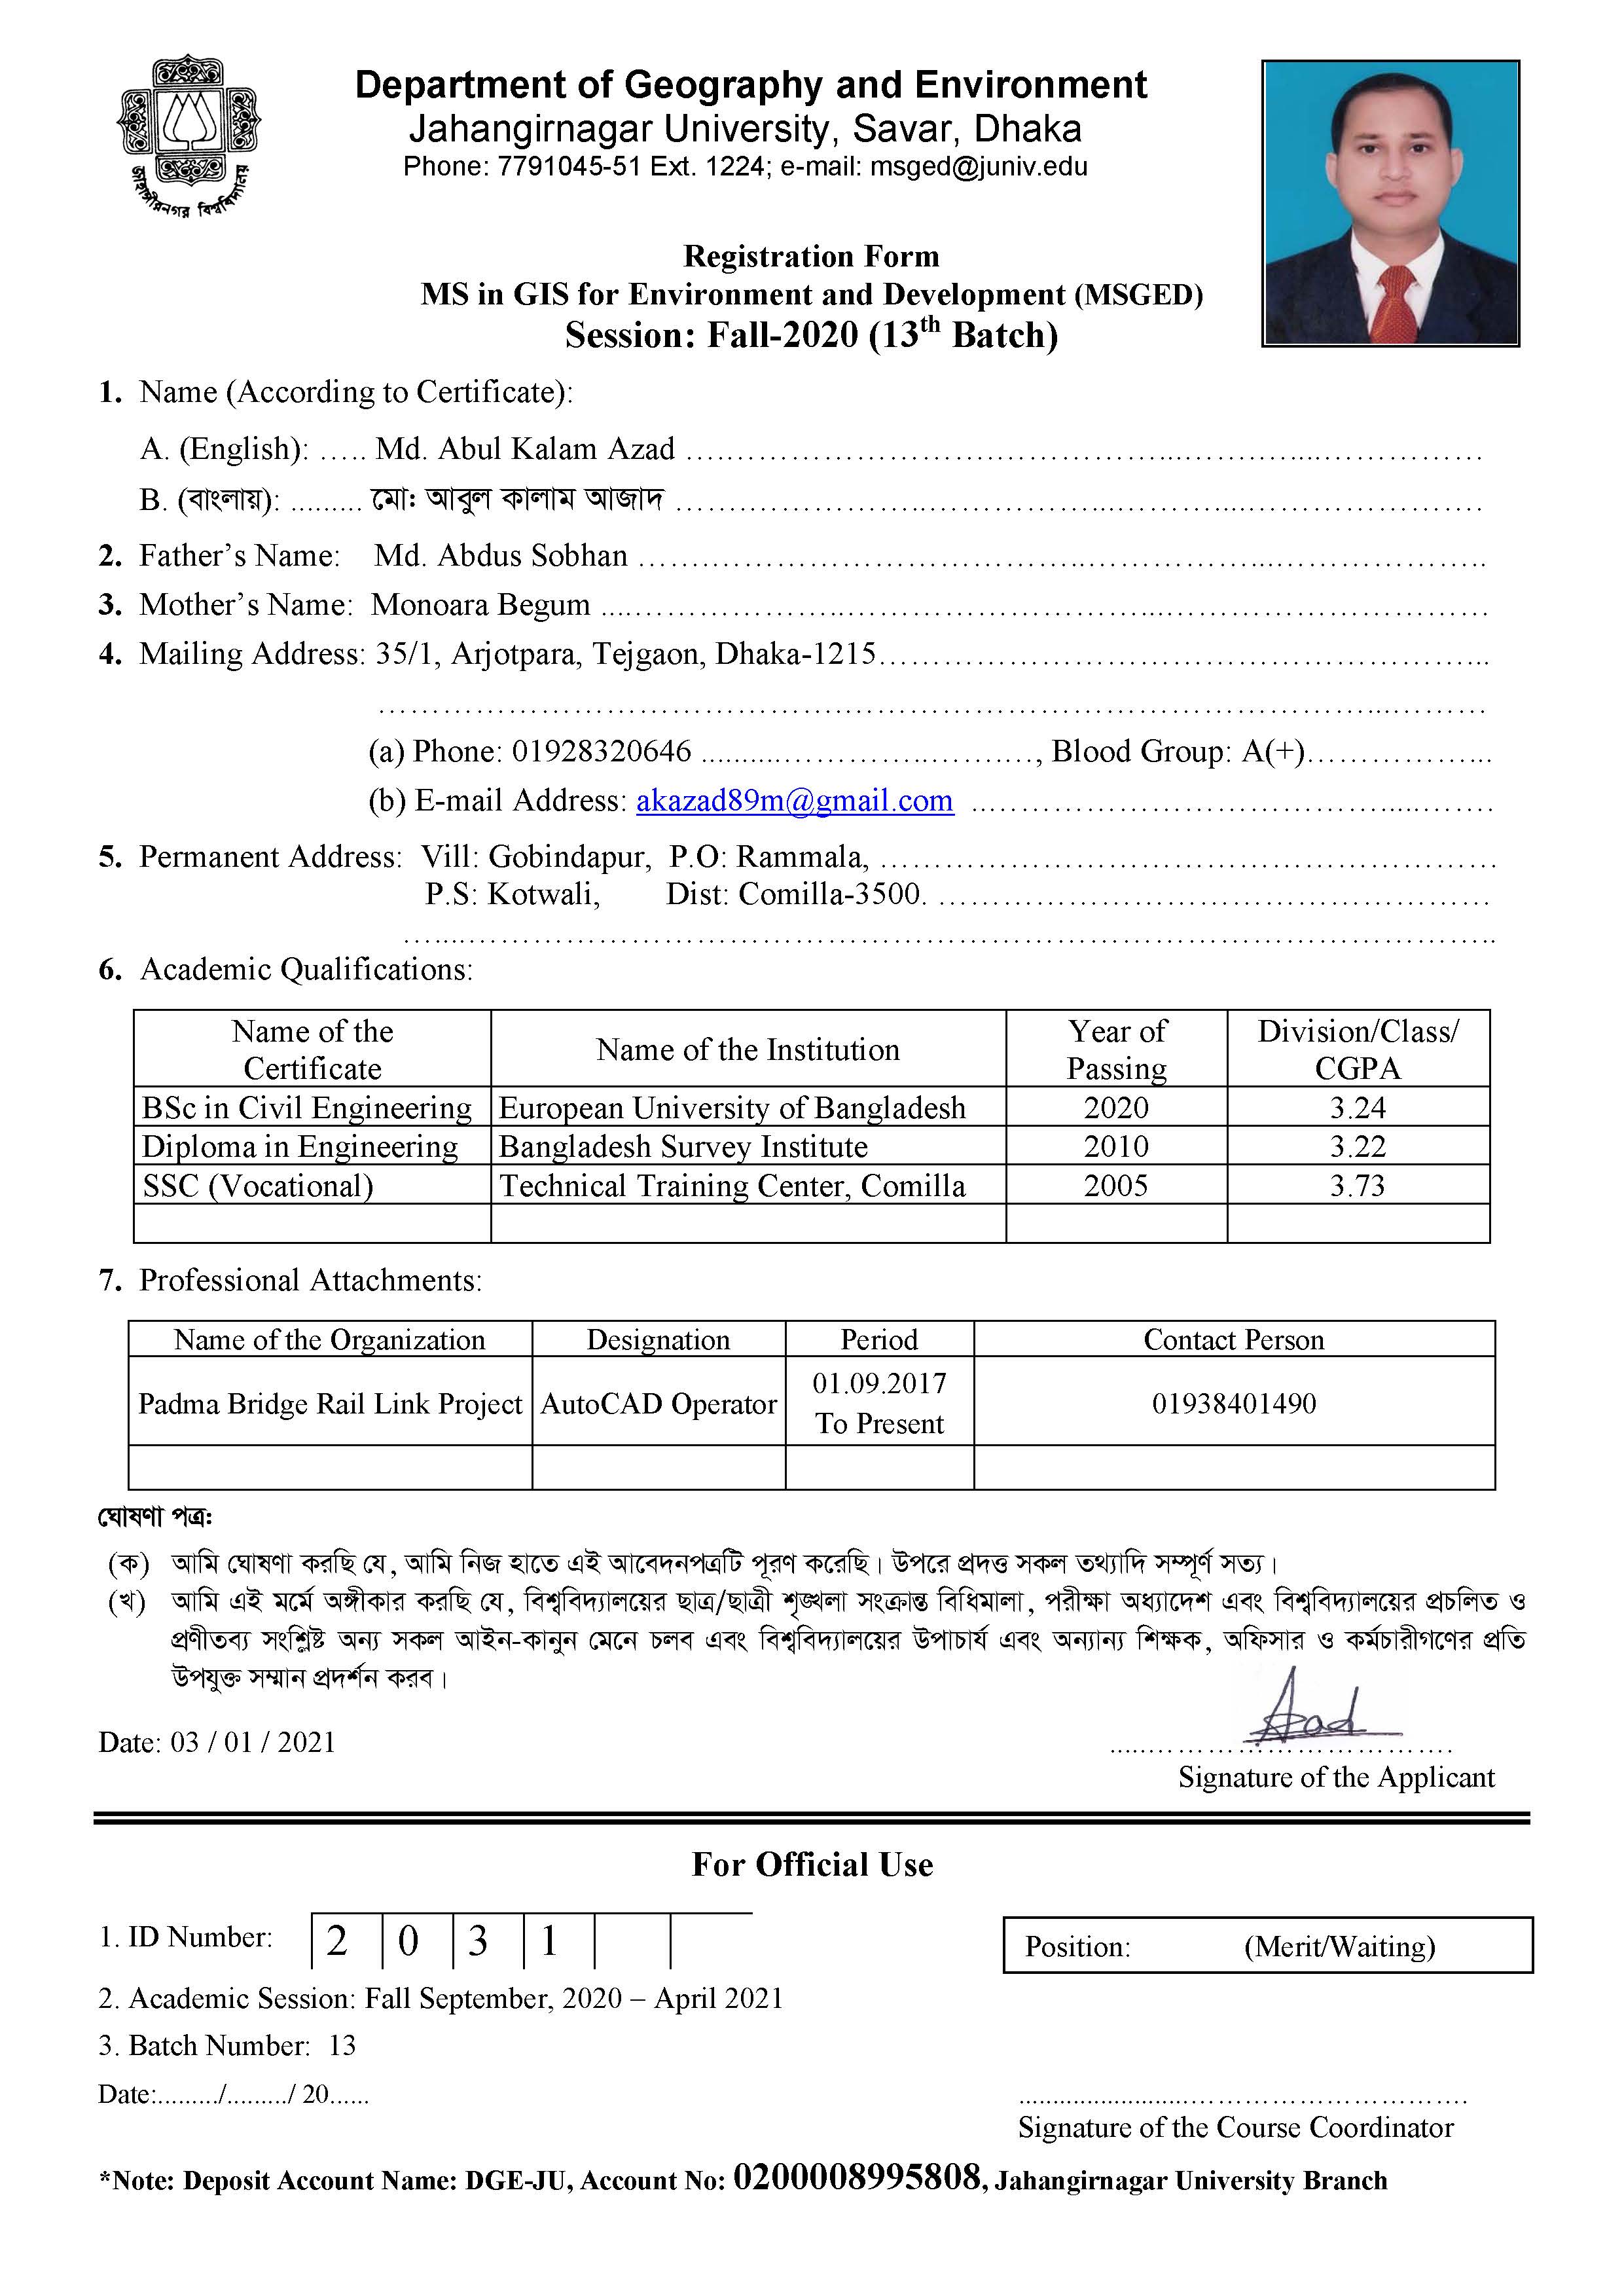 জাহাঙ্গীরনগর বিশ্ববিদ্যালয়
Department of Geography and Environment
Jahangirnagar University, Savar, Dhaka
Phone: 7791045-51 Ext. 1224; e-mail: msged@juniv.edu
Registration Form
MS in GIS for Environment and Development (MSGED)
Session: Fall-2020 (13th Batch)
1. Name (According to Certificate):
A. (English): ….. Md. Abul Kalam Azad ………………………………………………………
B. (বাংলায়): ......... মো: আবুল কালাম আজাদ ………………………………………………………
2. Father's Name: Md. Abdus Sobhan ………………………………………………………
3. Mother's Name: Monoara Begum ………………………………………………………
4. Mailing Address: 35/1, Arjotpara, Tejgaon, Dhaka-1215………………………………………
………………………………………………………………………
(a) Phone: 01928320646 ..........………………………, Blood Group: A(+)……………..
(b) E-mail Address: akazad89m@gmail.com ………………………………………
5. Permanent Address: Vill: Gobindapur, P.O: Rammala, ………………………………………
P.S: Kotwali, Dist: Comilla-3500. ………………………………………
………………………………………………………………………
6. Academic Qualifications:
Name of the Certificate Name of the Institution Year of Passing Division/Class/ CGPA
BSc in Civil Engineering European University of Bangladesh 2020 3.24
Diploma in Engineering Bangladesh Survey Institute 2010 3.22
SSC (Vocational) Technical Training Center, Comilla 2005 3.73
7. Professional Attachments:
Name of the Organization Designation Period Contact Person
Padma Bridge Rail Link Project AutoCAD Operator 01.09.2017 To Present 01938401490
ঘোষণা পত্র:
(ক) আমি ঘোষণা করছি যে, আমি নিজ হাতে এই আবেদনপত্রটি পূরণ করেছি। উপরে প্রদত্ত সকল তথ্যাদি সম্পূর্ণ সত্য।
(খ) আমি এই মর্মে অঙ্গীকার করছি যে, বিশ্ববিদ্যালয়ের ছাত্র/ছাত্রী শৃঙ্খলা সংক্রান্ত বিধিমালা, পরীক্ষা অধ্যাদেশ এবং বিশ্ববিদ্যালয়ের প্রচলিত ও
প্রণীতব্য সংশ্লিষ্ট অন্য সকল আইন-কানুন মেনে চলব এবং বিশ্ববিদ্যালয়ের উপাচার্য এবং অন্যান্য শিক্ষক, অফিসার ও কর্মচারীগণের প্রতি
উপযুক্ত সম্মান প্রদর্শন করব।
Azad
Date: 03 / 01 / 2021 ....………………………….
Signature of the Applicant
For Official Use
1. ID Number: 2 0 3 1
Position: (Merit/Waiting)
2. Academic Session: Fall September, 2020 – April 2021
3. Batch Number: 13
Date:........./........./ 20...... ........................……………………….
Signature of the Course Coordinator
*Note: Deposit Account Name: DGE-JU, Account No: 0200008995808, Jahangirnagar University Branch